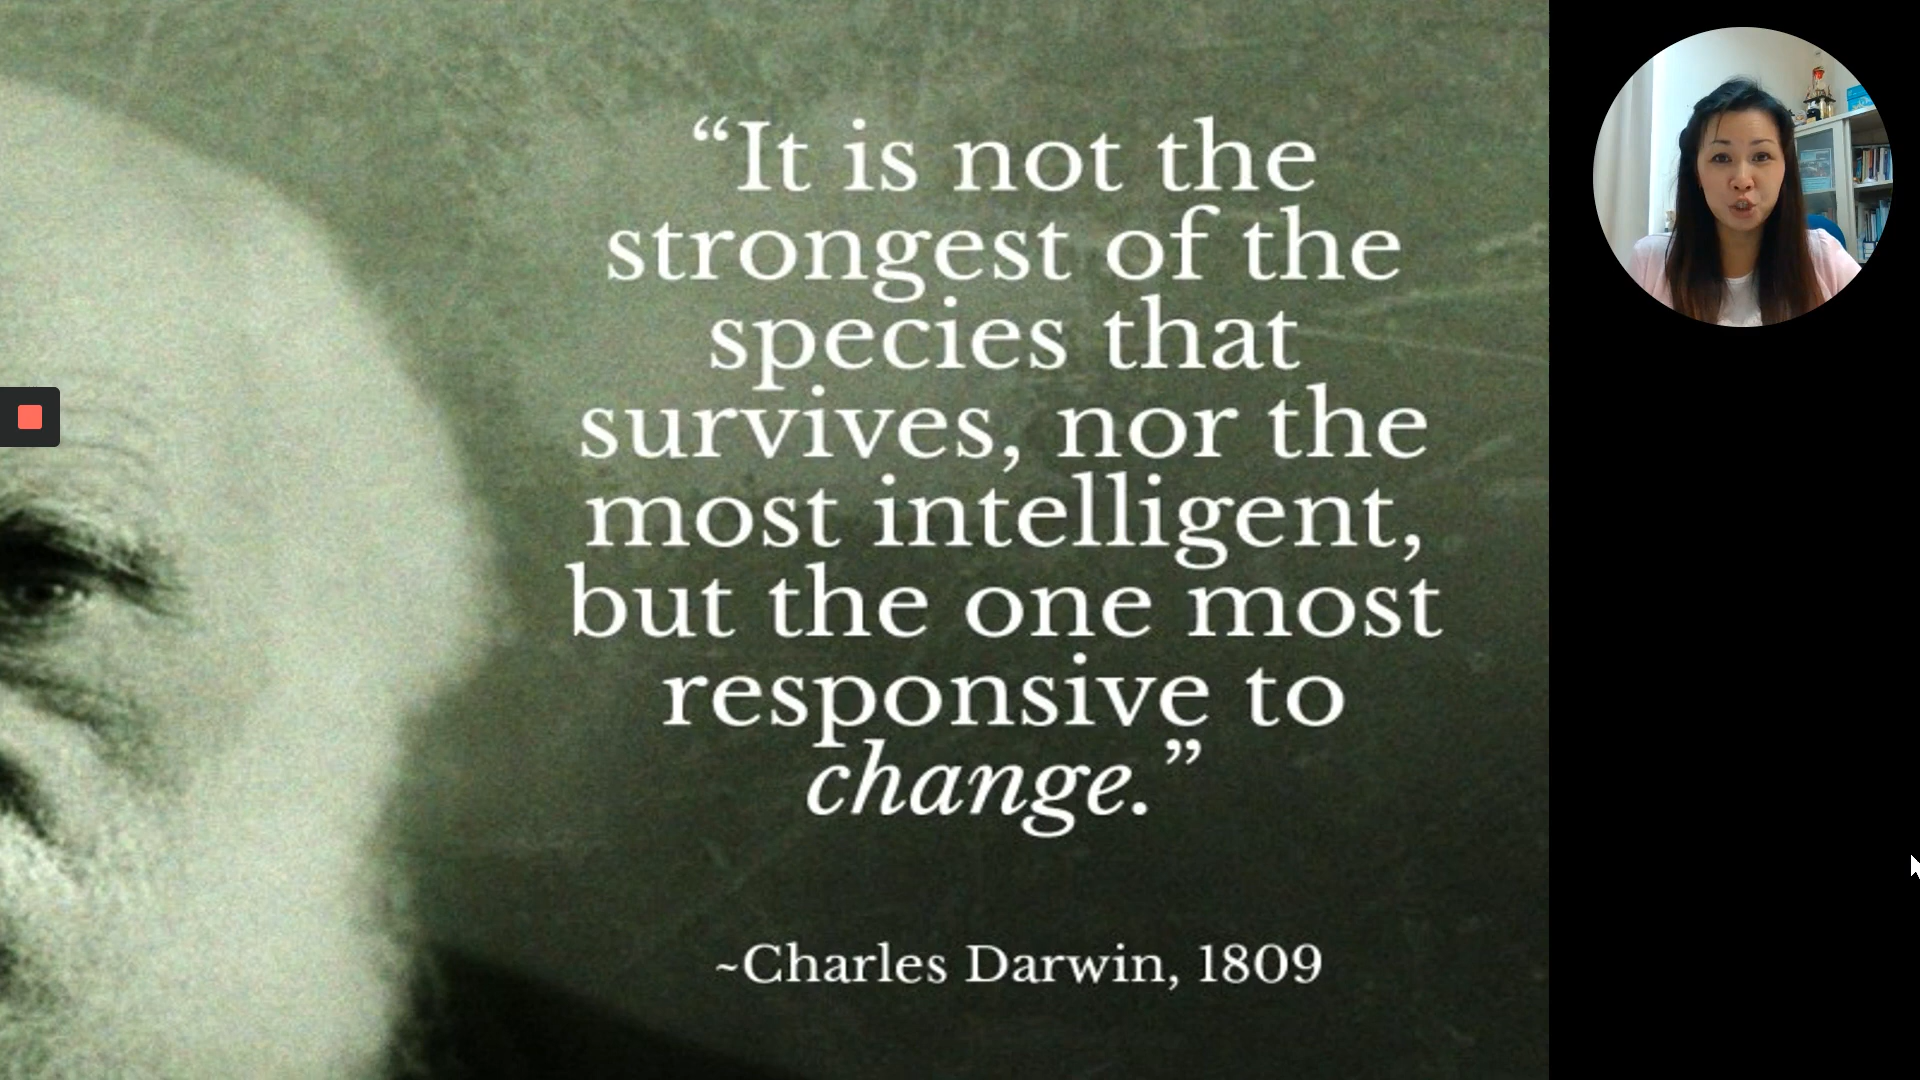 “It is not the
strongest of the
species that
survives, nor the
most intelligent,
but the one most
responsive to
change.”
~Charles Darwin, 1809